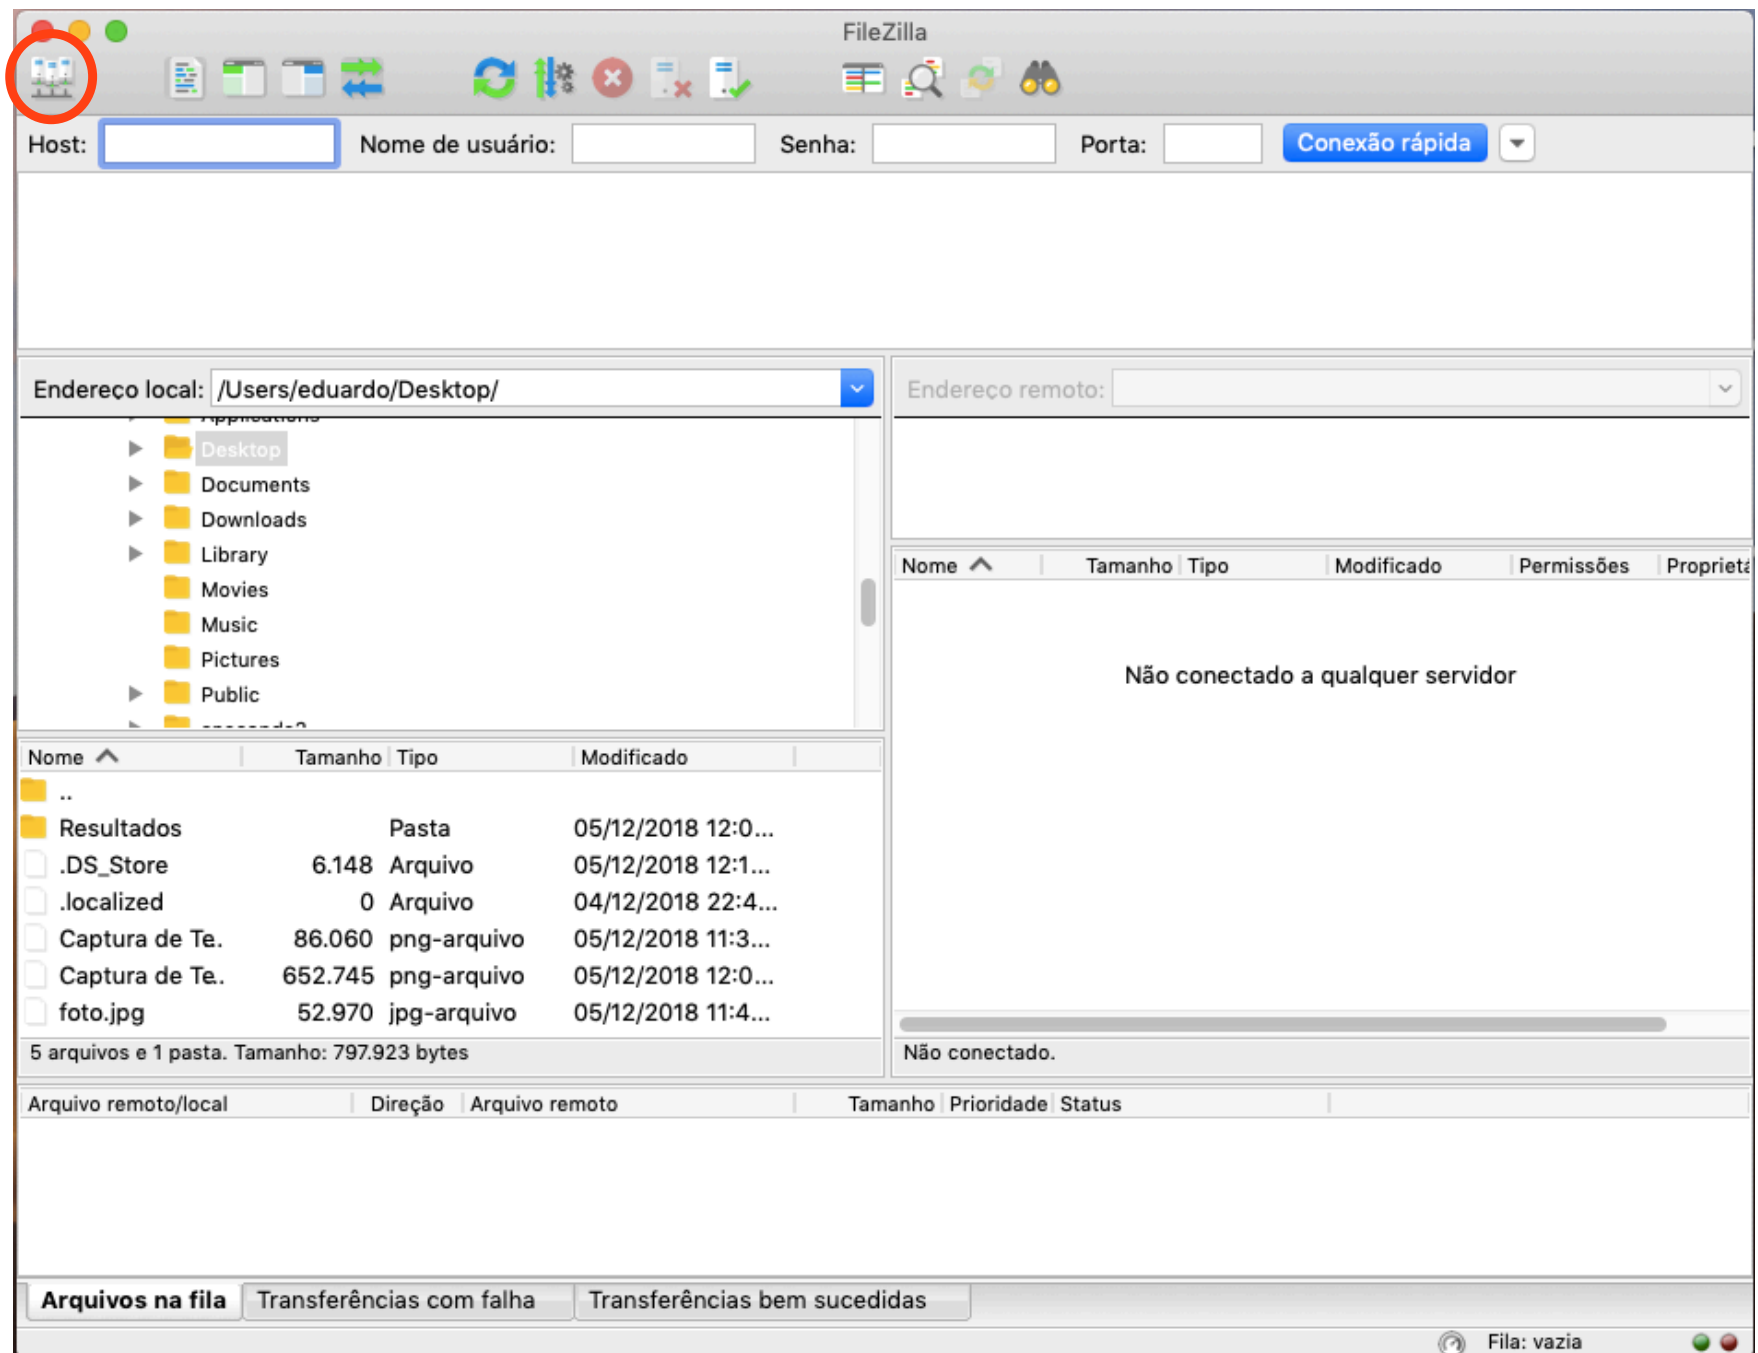 FileZilla
Host: Nome de usuário: Senha: Porta: Conexão rápida
Endereço local: /Users/eduardo/Desktop/
Applications
Desktop
Documents
Downloads
Library
Movies
Music
Pictures
Public
Nome Tamanho Tipo Modificado
..
Resultados Pasta 05/12/2018 12:0...
.DS_Store 6.148 Arquivo 05/12/2018 12:1...
.localized 0 Arquivo 04/12/2018 22:4...
Captura de Te.. 86.060 png-arquivo 05/12/2018 11:3...
Captura de Te.. 652.745 png-arquivo 05/12/2018 12:0...
foto.jpg 52.970 jpg-arquivo 05/12/2018 11:4...
5 arquivos e 1 pasta. Tamanho: 797.923 bytes
Endereço remoto:
Nome Tamanho Tipo Modificado Permissões Proprietá
Não conectado a qualquer servidor
Não conectado.
Arquivo remoto/local Direção Arquivo remoto Tamanho Prioridade Status
Arquivos na fila Transferências com falha Transferências bem sucedidas
Fila: vazia